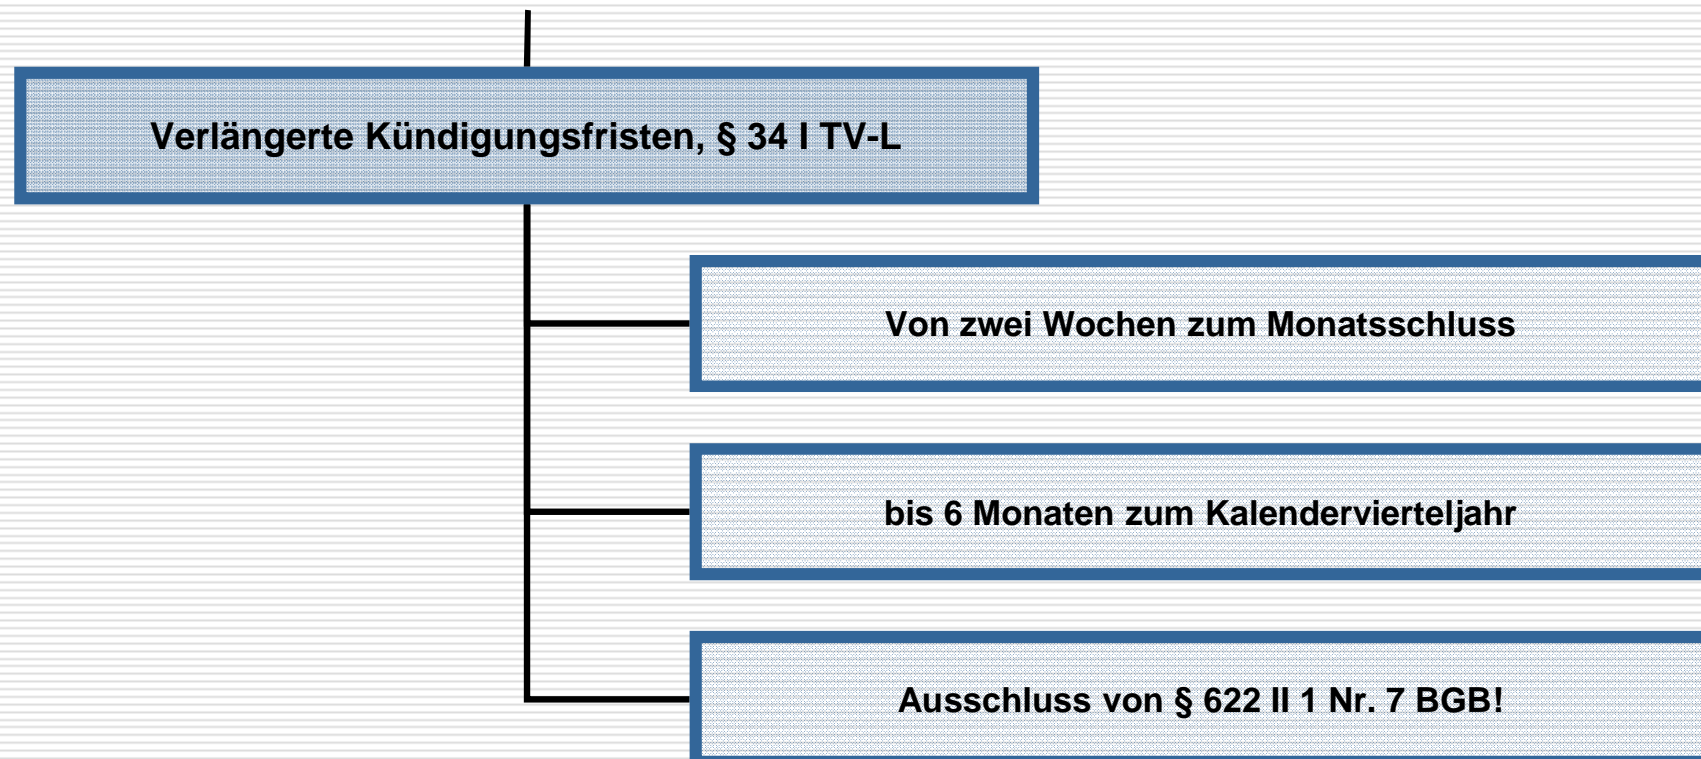 Verlängerte Kündigungsfristen, § 34 I TV-L
Von zwei Wochen zum Monatsschluss
bis 6 Monaten zum Kalendervierteljahr
Ausschluss von § 622 II 1 Nr. 7 BGB!